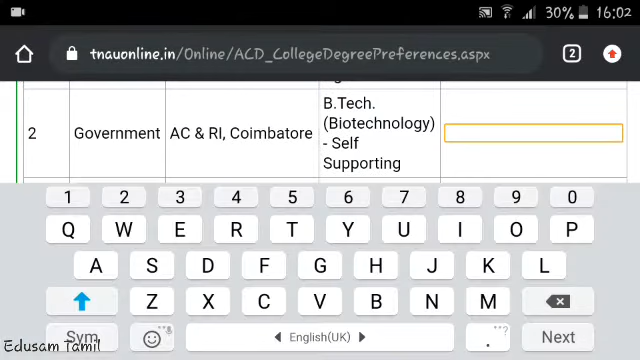 30% 16:02
tnauonline.in/Online/ACD_CollegeDegreePreferences.aspx
2
2 Government AC & RI, Coimbatore B.Tech. (Biotechnology) - Self Supporting
1 2 3 4 5 6 7 8 9 0
Q W E R T Y U I O P
A S D F G H J K L
Z X C V B N M
Sym English(UK) . ? Next
Edusam Tamil